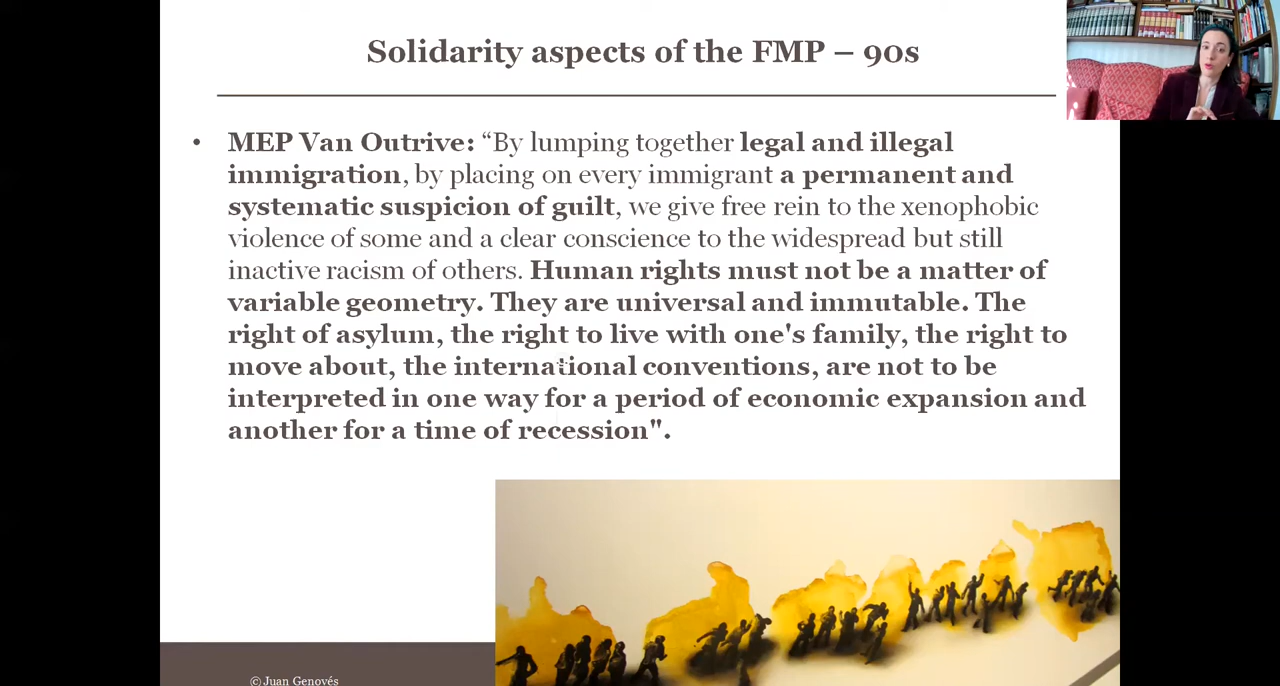 Solidarity aspects of the FMP – 90s
• MEP Van Outrive: “By lumping together legal and illegal
immigration, by placing on every immigrant a permanent and
systematic suspicion of guilt, we give free rein to the xenophobic
violence of some and a clear conscience to the widespread but still
inactive racism of others. Human rights must not be a matter of
variable geometry. They are universal and immutable. The
right of asylum, the right to live with one's family, the right to
move about, the international conventions, are not to be
interpreted in one way for a period of economic expansion and
another for a time of recession".
© Juan Genovés